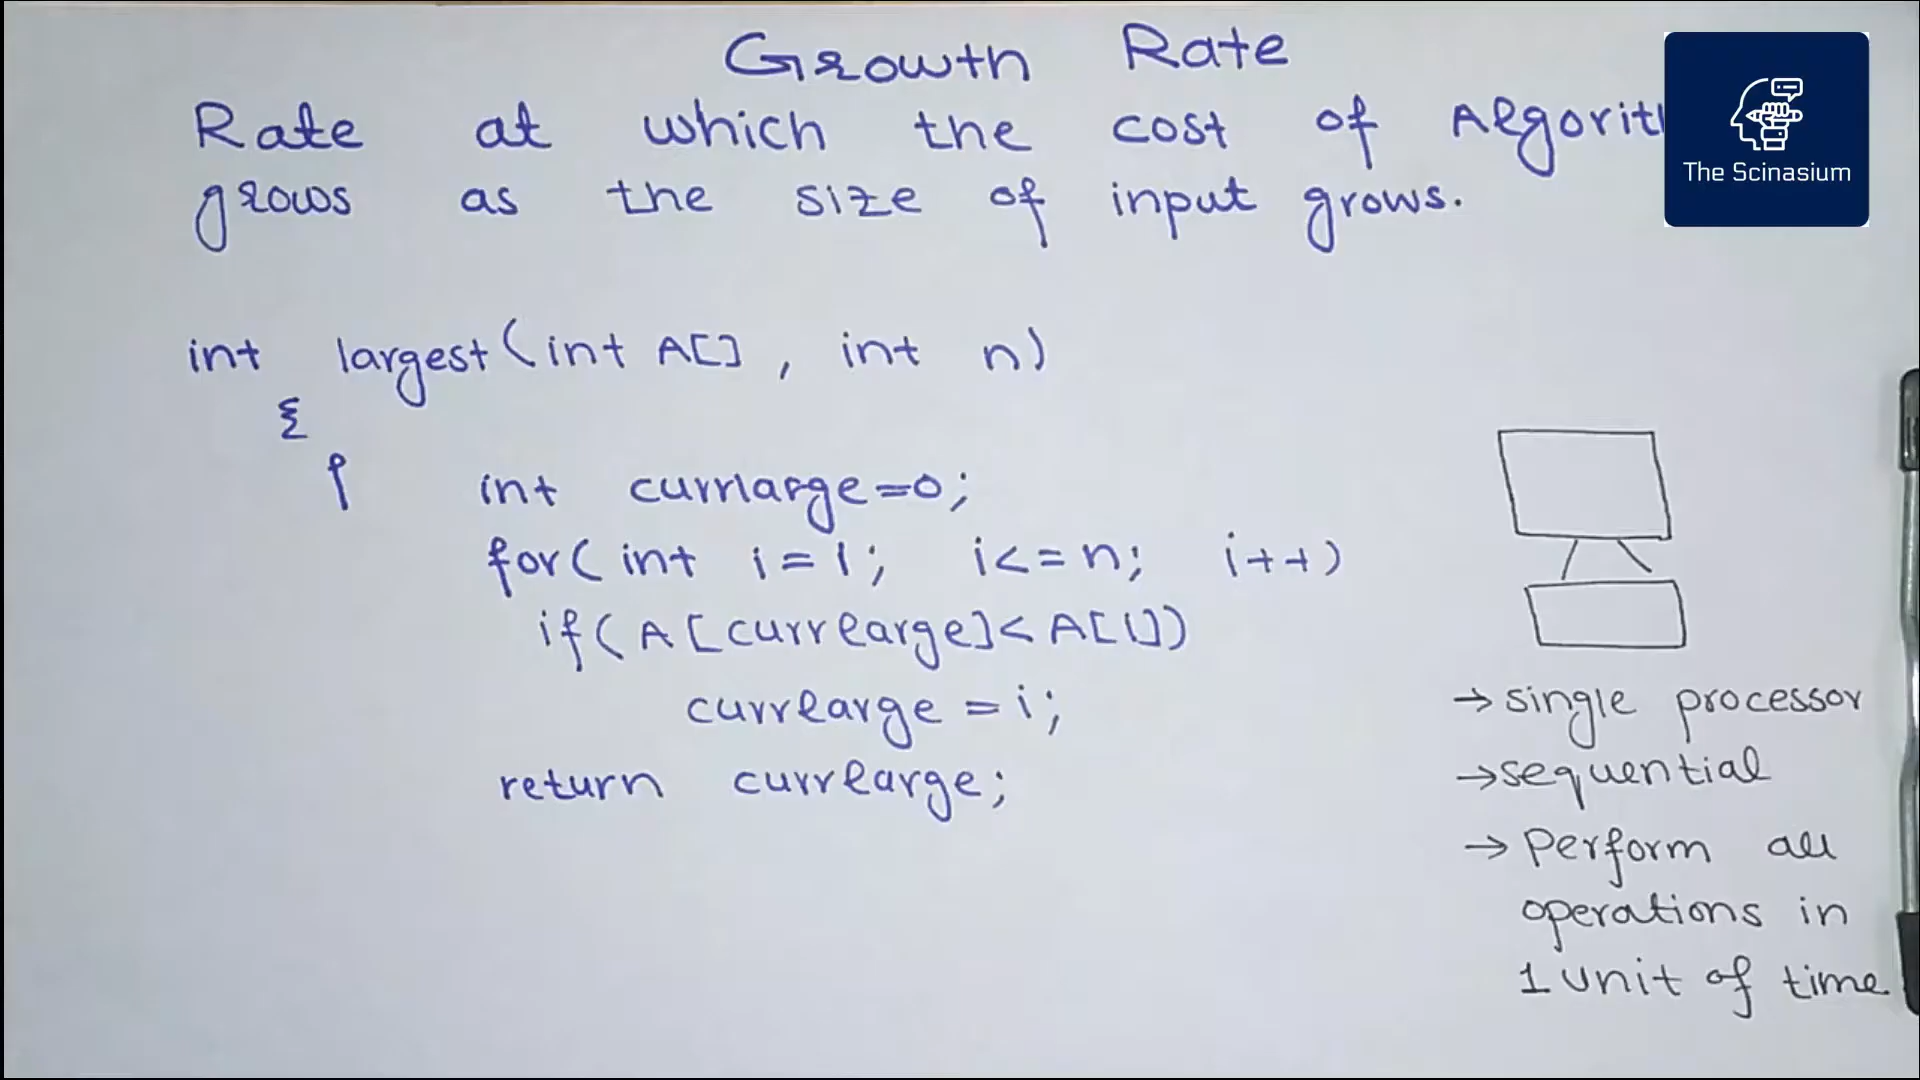 Growth Rate
Rate at which the cost of Algorit
grows as the size of input grows.
The Scinasium
int largest(int A[], int n)
{
int currlarge=0;
for(int i=1; i<=n; i++)
if(A[currlarge]<A[i])
currlarge=i;
return currlarge;
→single processor
→sequential
→Perform all
operations in
1 unit of time